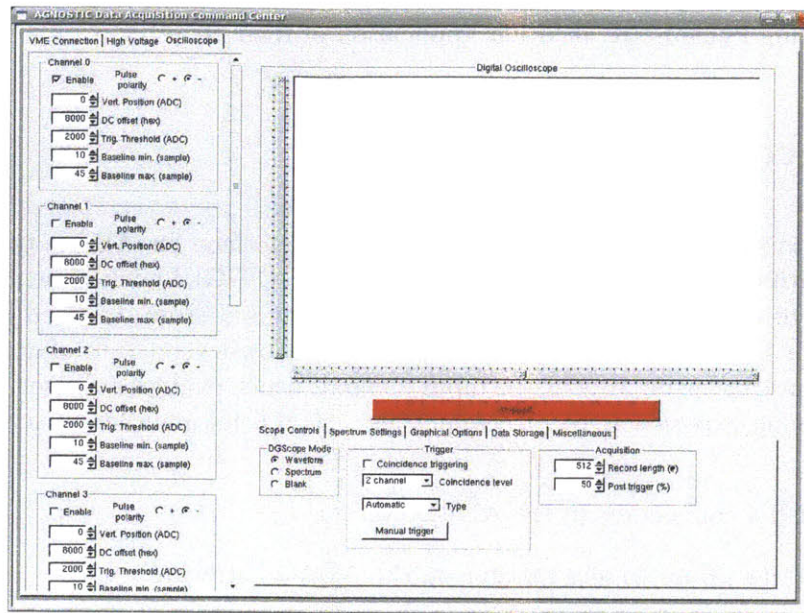 AGNOSTIC Data Acquisition Command Center
VME Connection High Voltage Oscilloscope
Channel 0
Enable Pulse polarity + -
0 Vert. Position (ADC)
8000 DC offset (hex)
2000 Trig. Threshold (ADC)
10 Baseline min. (sample)
45 Baseline max. (sample)
Channel 1
Enable Pulse polarity + -
0 Vert. Position (ADC)
8000 DC offset (hex)
2000 Trig. Threshold (ADC)
10 Baseline min. (sample)
45 Baseline max. (sample)
Channel 2
Enable Pulse polarity + -
0 Vert. Position (ADC)
8000 DC offset (hex)
2000 Trig. Threshold (ADC)
10 Baseline min. (sample)
45 Baseline max. (sample)
Channel 3
Enable Pulse polarity + -
0 Vert. Position (ADC)
8000 DC offset (hex)
2000 Trig. Threshold (ADC)
10 Baseline min. (sample)
Digital Oscilloscope
Scope Controls Spectrum Settings Graphical Options Data Storage Miscellaneous
DGScope Mode
Waveform
Spectrum
Blank
Trigger
Coincidence triggering
2 channel Coincidence level
Automatic Type
Manual trigger
Acquisition
512 Record length (#)
50 Post trigger (%)